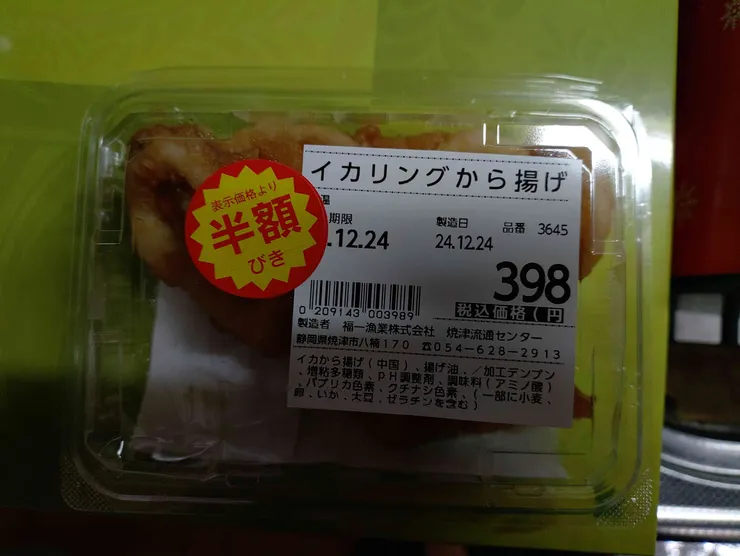 表示価格より
半額
びき
イカリングから揚げ
温
期限
.12.24
製造日
24.12.24
品番 3645
398
税込価格(円
0 209143 003989
製造者 福一漁業株式会社 焼津流通センター
静岡県焼津市八楠170 ☎054-628-2913
イカから揚げ(中国)、揚げ油、/加工デンプン
、増粘多糖類、pH調整剤、調味料(アミノ酸)
、パプリカ色素、クチナシ色素、(一部に小麦、
卵、いか、大豆、ゼラチンを含む)